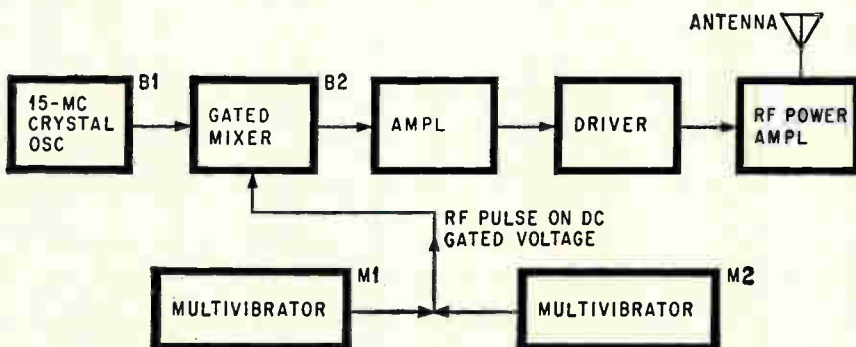 ANTENNA
B1
B2
15-MC
CRYSTAL
OSC
GATED
MIXER
AMPL
DRIVER
RF POWER
AMPL
RF PULSE ON DC
GATED VOLTAGE
M1
M2
MULTIVIBRATOR
MULTIVIBRATOR